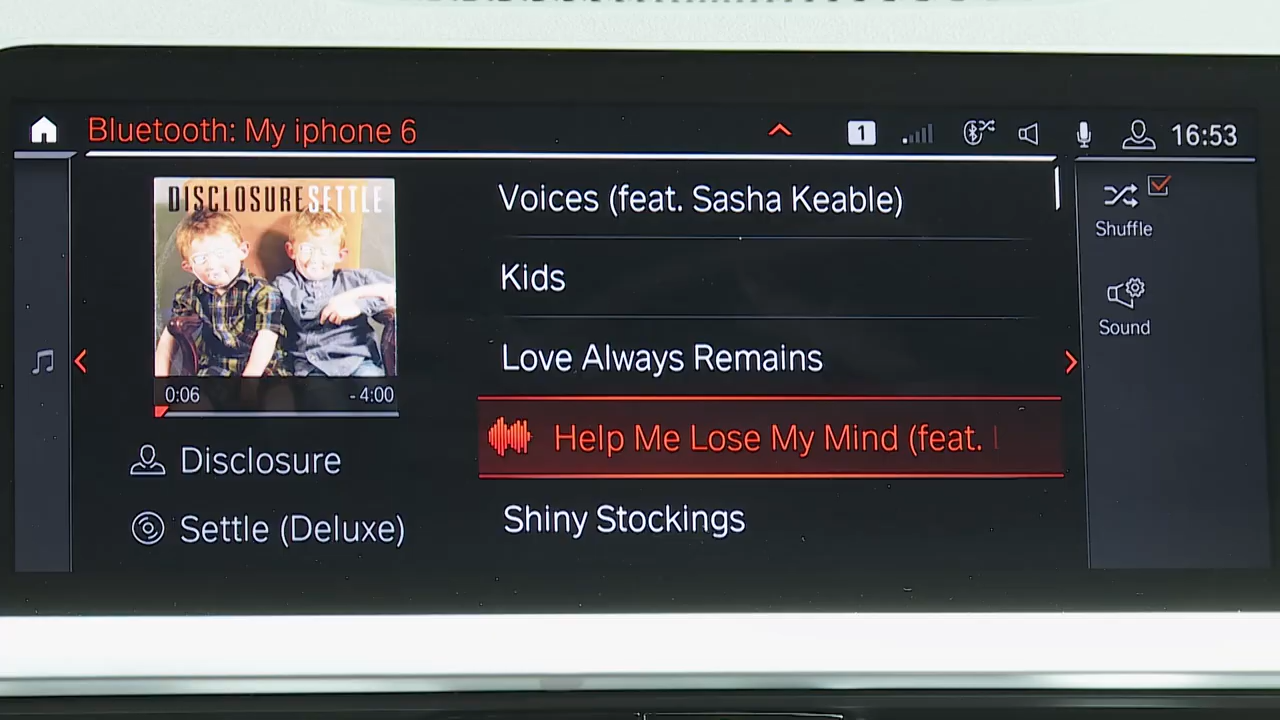 Bluetooth: My iphone 6
1
16:53
DISCLOSURE SETTLE
0:06
- 4:00
Disclosure
Settle (Deluxe)
Voices (feat. Sasha Keable)
Kids
Love Always Remains
Help Me Lose My Mind (feat.
Shiny Stockings
Shuffle
Sound